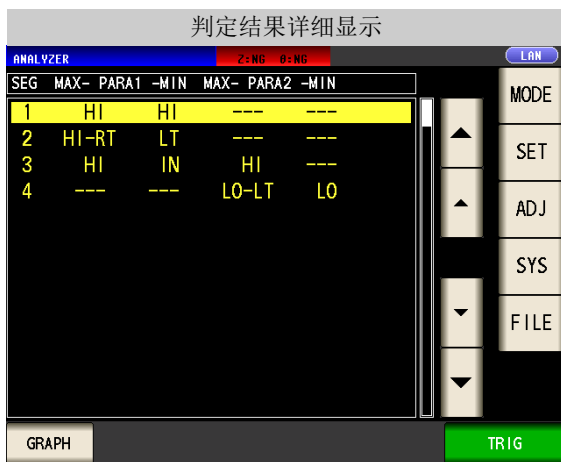 判定结果详细显示
ANALYZER Z:NG θ:NG LAN
SEG MAX- PARA1 -MIN MAX- PARA2 -MIN
1 HI HI --- ---
2 HI-RT LT --- ---
3 HI IN HI ---
4 --- --- LO-LT LO
MODE
SET
ADJ
SYS
FILE
GRAPH
TRIG